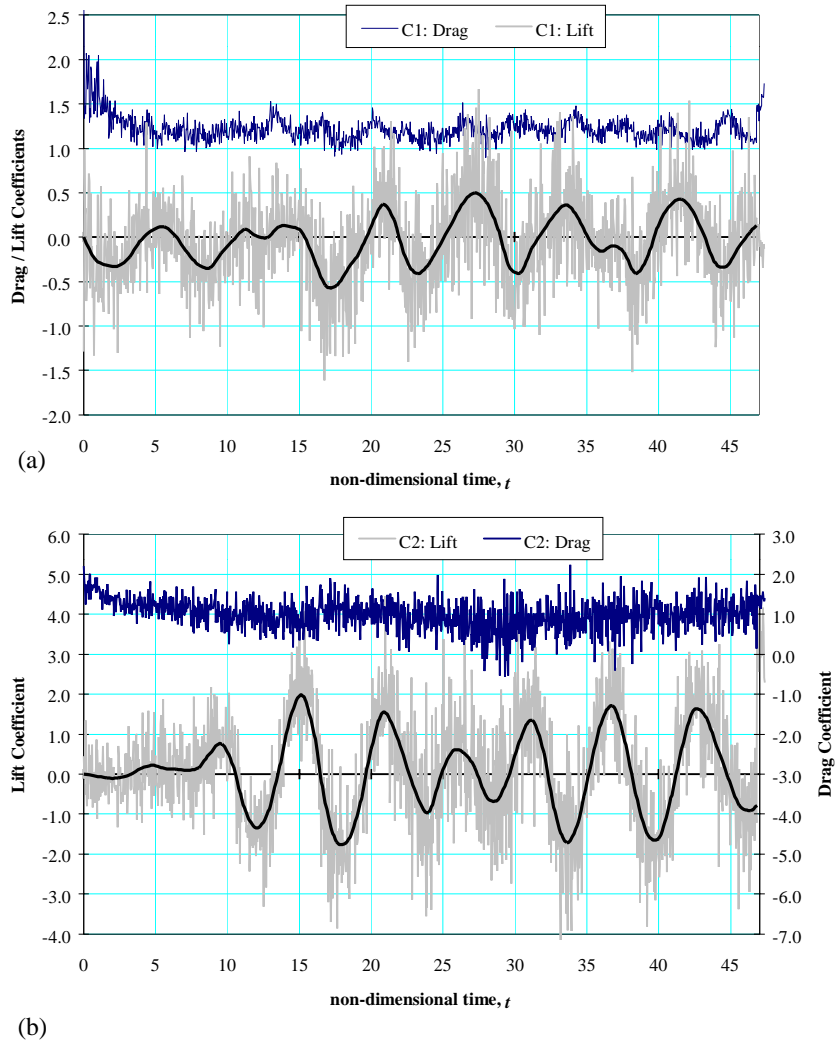 C1: Drag C1: Lift
2.5
2.0
1.5
1.0
0.5
0.0
-0.5
-1.0
-1.5
-2.0
Drag / Lift Coefficients
0 5 10 15 20 25 30 35 40 45
non-dimensional time, t
(a)
C2: Lift C2: Drag
6.0
5.0
4.0
3.0
2.0
1.0
0.0
-1.0
-2.0
-3.0
-4.0
Lift Coefficient
3.0
2.0
1.0
0.0
-1.0
-2.0
-3.0
-4.0
-5.0
-6.0
-7.0
Drag Coefficient
0 5 10 15 20 25 30 35 40 45
non-dimensional time, t
(b)